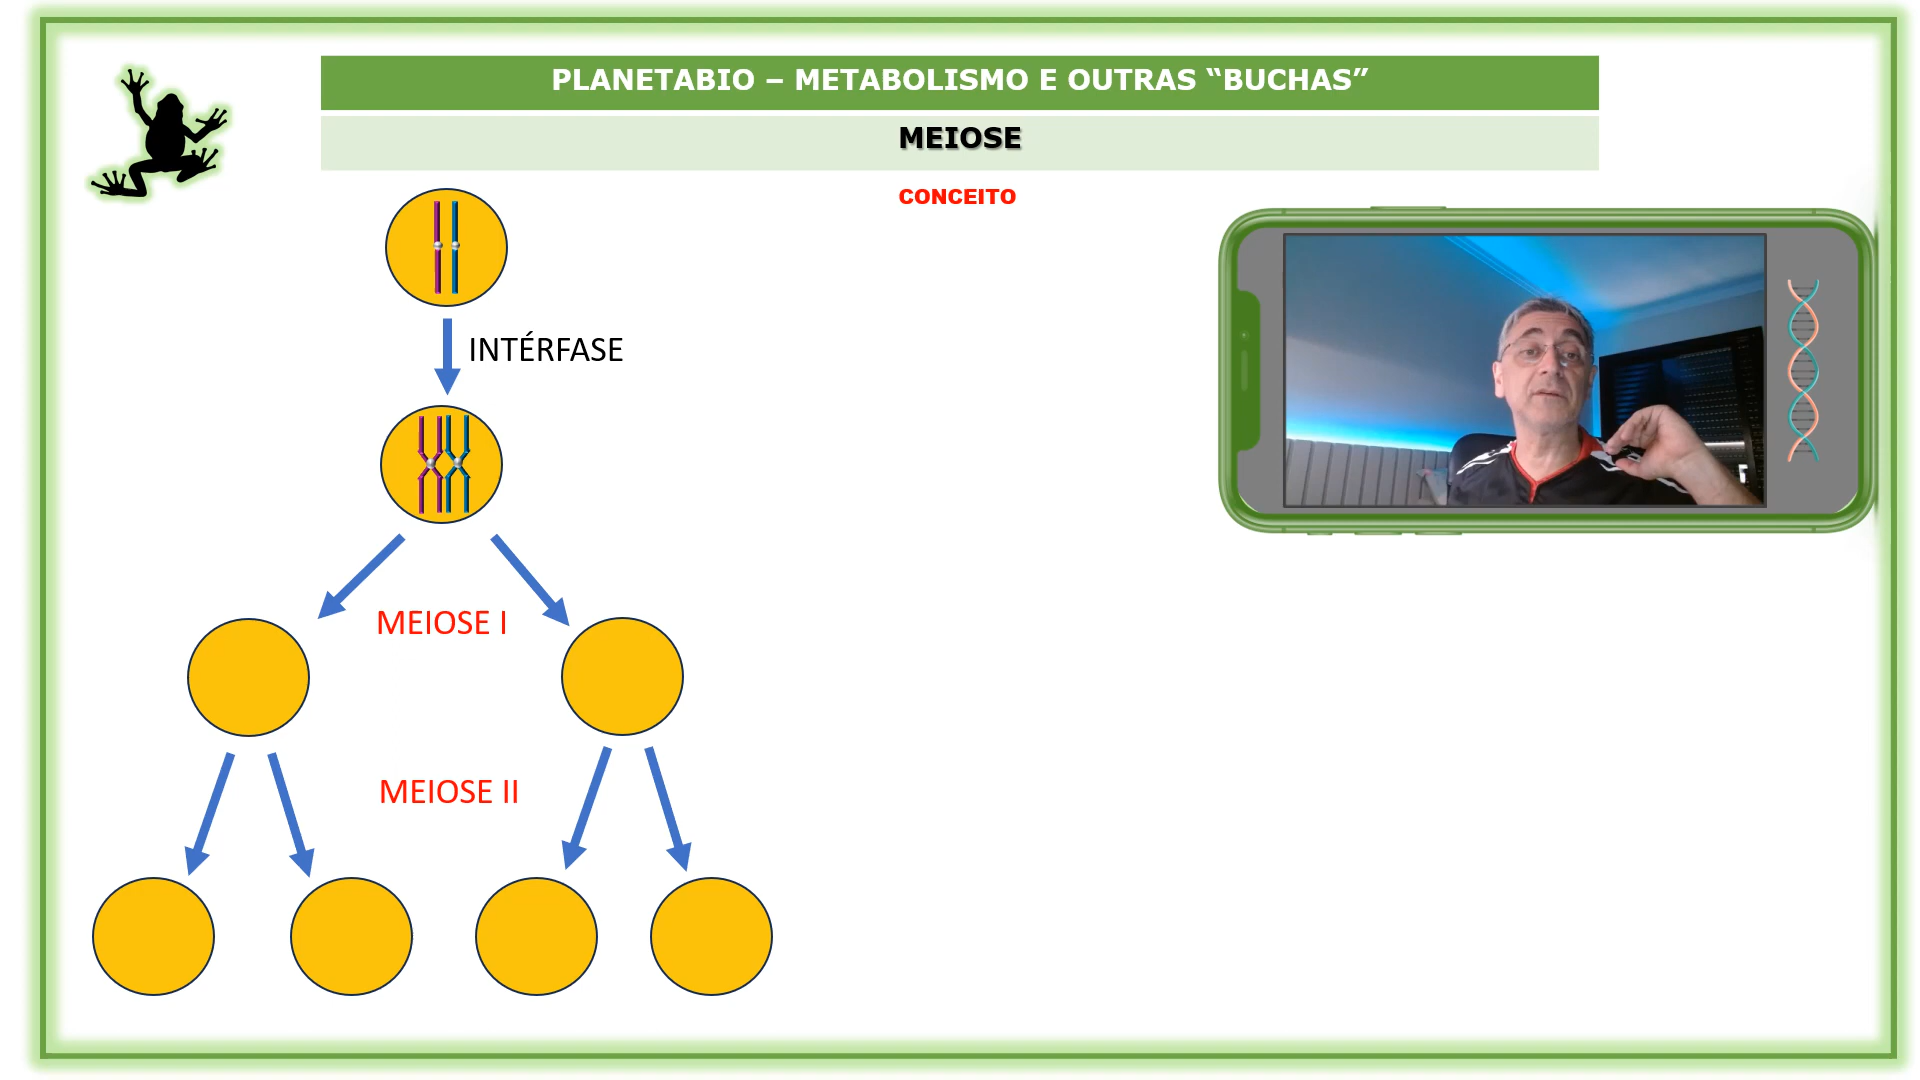 PLANETABIO – METABOLISMO E OUTRAS “BUCHAS”
MEIOSE
CONCEITO
INTÉRFASE
MEIOSE I
MEIOSE II